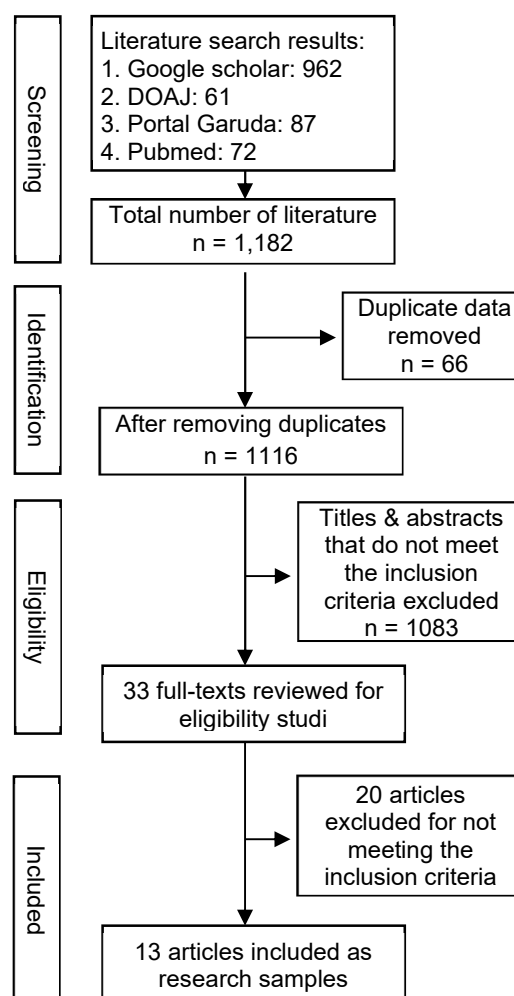 Screening
Literature search results:
1. Google scholar: 962
2. DOAJ: 61
3. Portal Garuda: 87
4. Pubmed: 72
Total number of literature
n = 1,182
Identification
Duplicate data
removed
n = 66
After removing duplicates
n = 1116
Eligibility
Titles & abstracts
that do not meet
the inclusion
criteria excluded
n = 1083
33 full-texts reviewed for
eligibility studi
Included
20 articles
excluded for not
meeting the
inclusion criteria
13 articles included as
research samples